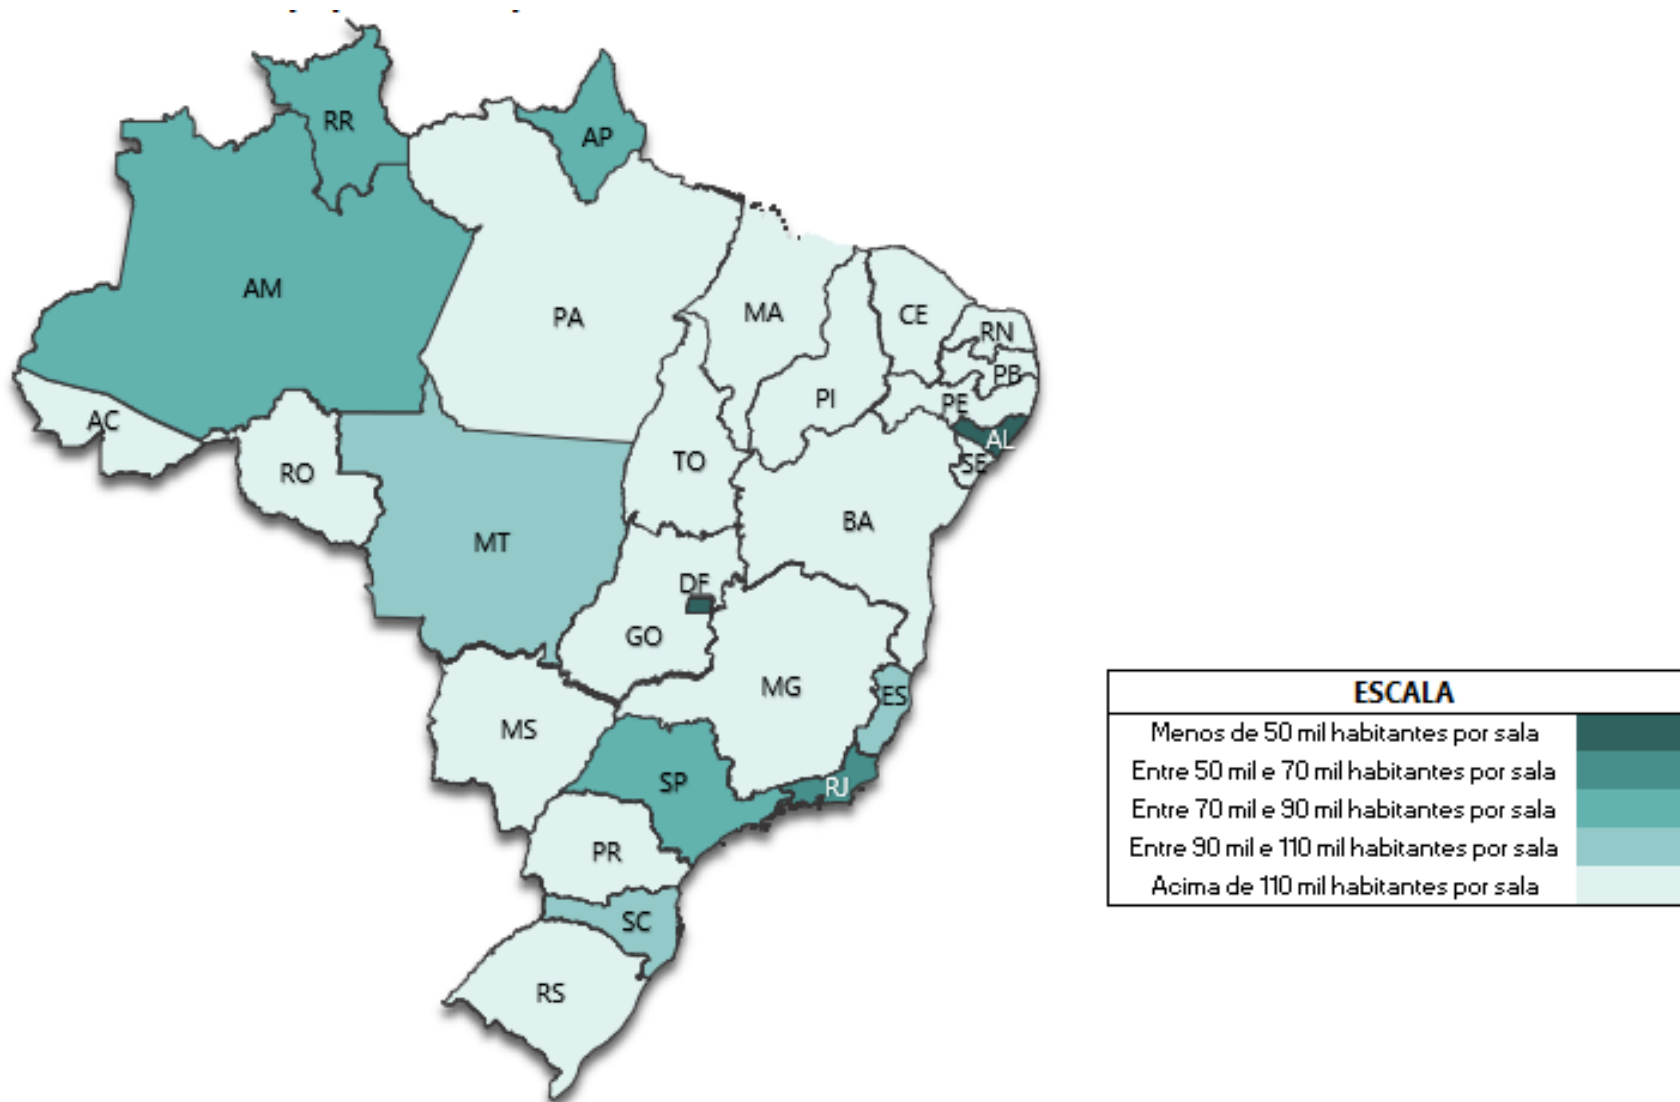 RR
AP
AM
PA
MA
CE
RN
PB
PI
PE
AC
AL
TO
SE
RO
BA
MT
DF
GO
MG
ES
MS
SP
RJ
PR
SC
RS
ESCALA
Menos de 50 mil habitantes por sala
Entre 50 mil e 70 mil habitantes por sala
Entre 70 mil e 90 mil habitantes por sala
Entre 90 mil e 110 mil habitantes por sala
Acima de 110 mil habitantes por sala